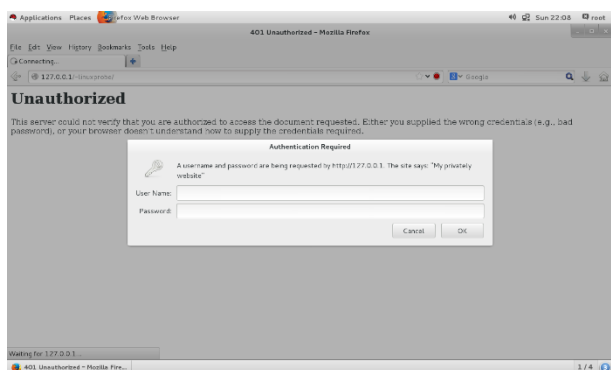 Applications Places Firefox Web Browser Sun 22:08 root
401 Unauthorized - Mozilla Firefox
File Edit View History Bookmarks Tools Help
Connecting...
127.0.0.1/~linuxprobe/ Google
Unauthorized
This server could not verify that you are authorized to access the document requested. Either you supplied the wrong credentials (e.g., bad
password), or your browser doesn't understand how to supply the credentials required.
Authentication Required
A username and password are being requested by http://127.0.0.1. The site says: "My privately
website"
User Name:
Password:
Cancel OK
Waiting for 127.0.0.1...
401 Unauthorized - Mozilla Fire... 1 / 4